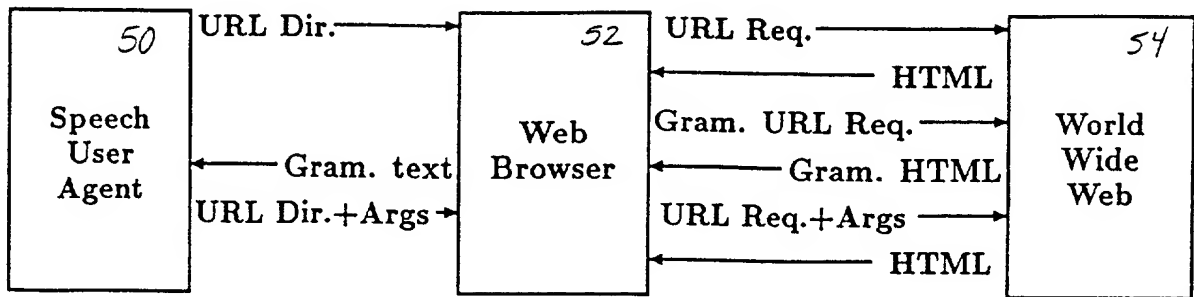 50
Speech
User
Agent
URL Dir.
Gram. text
URL Dir.+Args
52
Web
Browser
URL Req.
HTML
Gram. URL Req.
Gram. HTML
URL Req.+Args
HTML
54
World
Wide
Web